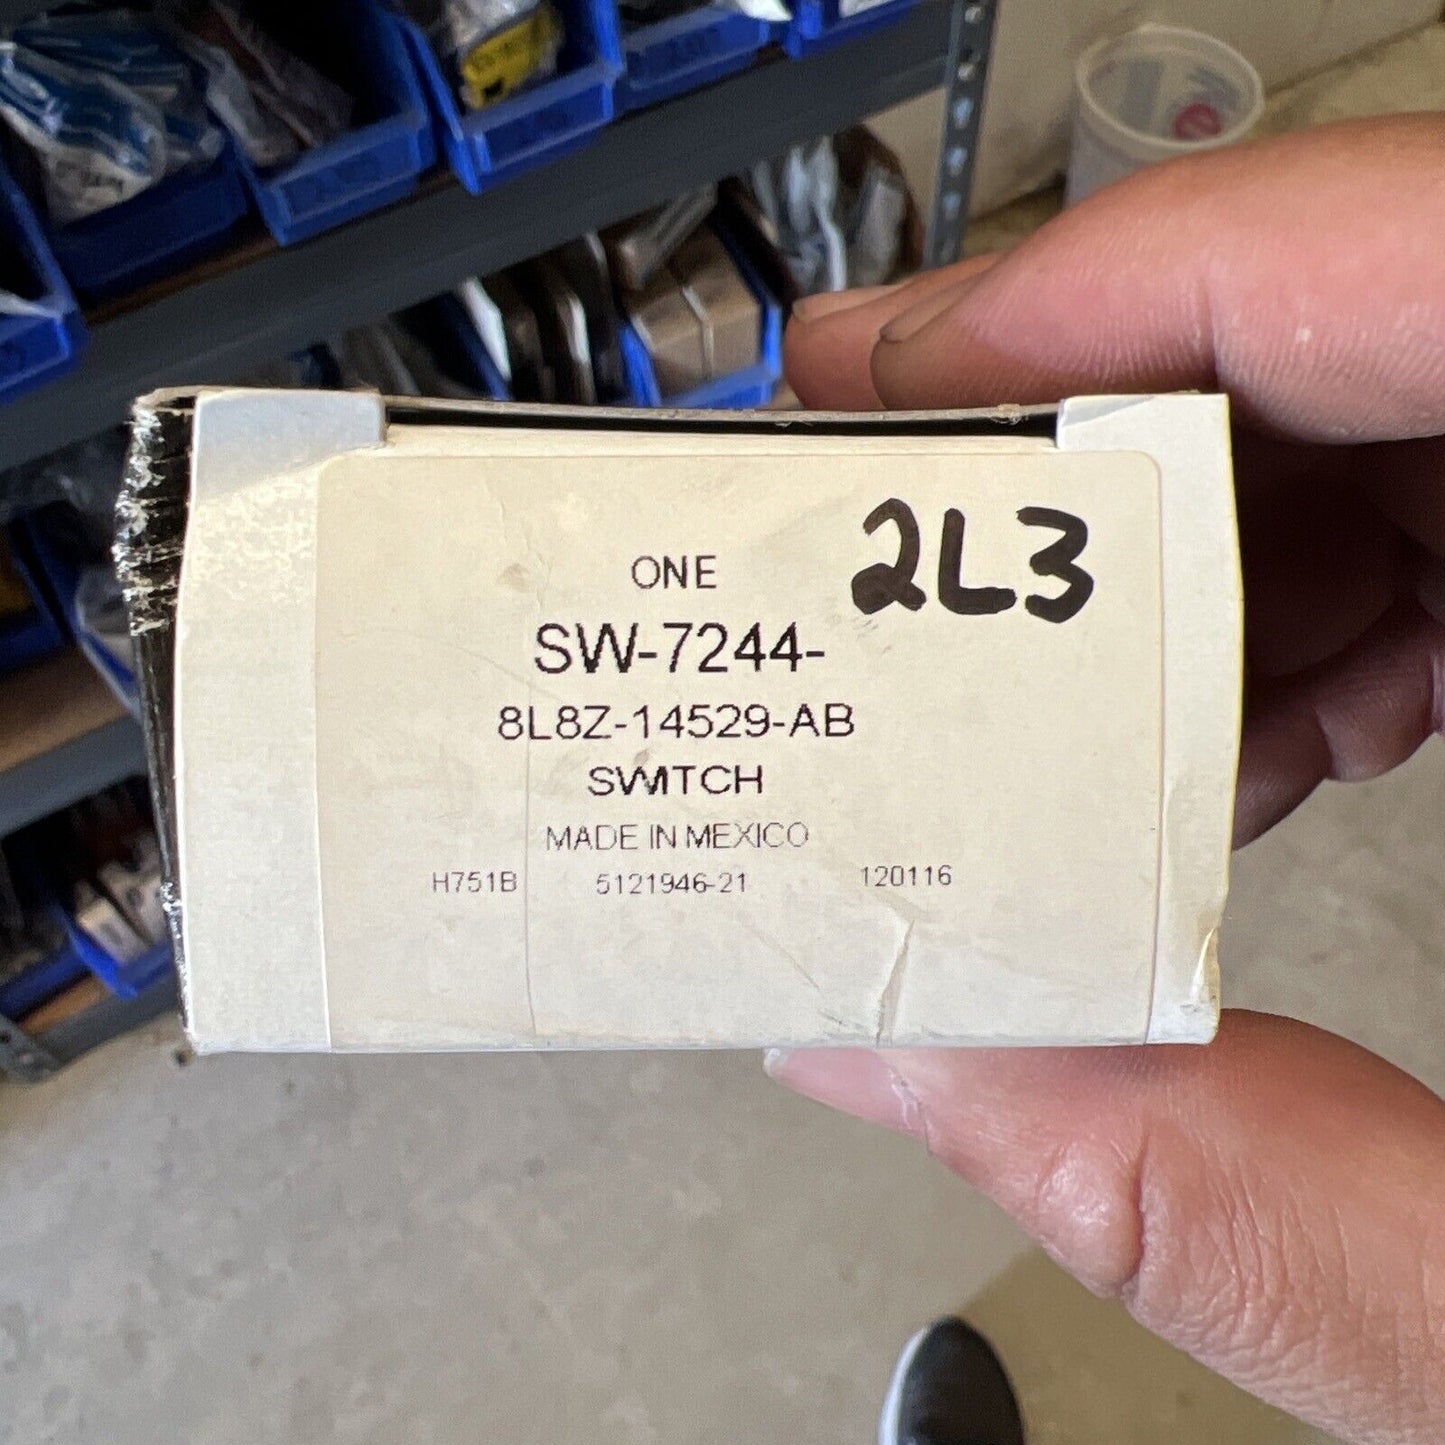 2L3
ONE
SW-7244-
8L8Z-14529-AB
SWITCH
MADE IN MEXICO
H751B 5121946-21 120116